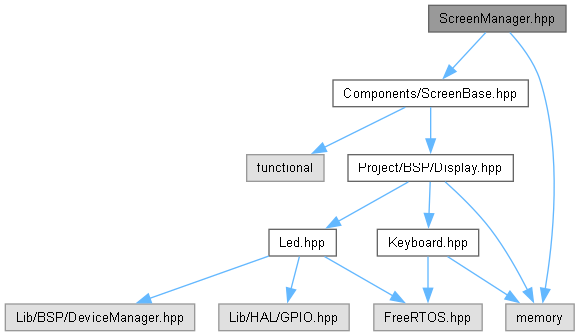 ScreenManager.hpp
Components/ScreenBase.hpp
functional
Project/BSP/Display.hpp
Led.hpp
Keyboard.hpp
Lib/BSP/DeviceManager.hpp
Lib/HAL/GPIO.hpp
FreeRTOS.hpp
memory